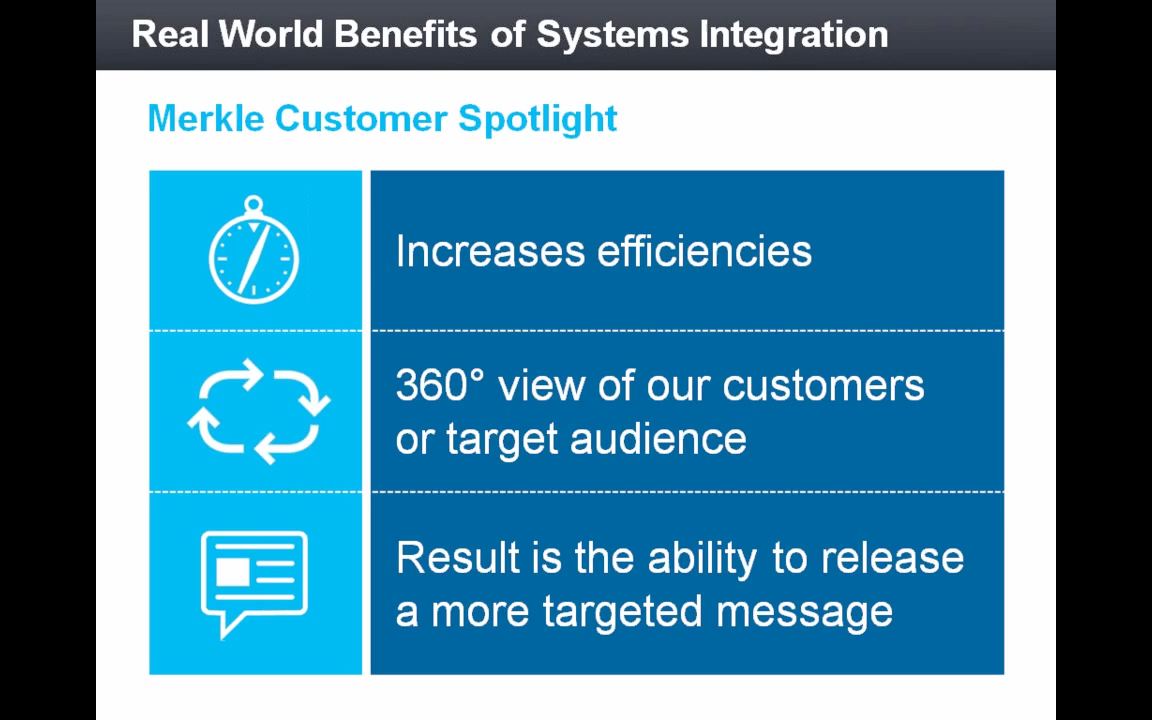 Real World Benefits of Systems Integration
Merkle Customer Spotlight
Increases efficiencies
360° view of our customers
or target audience
Result is the ability to release
a more targeted message